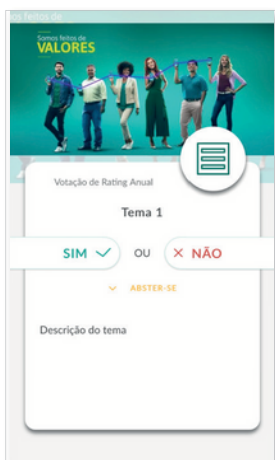 Somos feitos de
VALORES
Votação de Rating Anual
Tema 1
SIM OU NÃO
ABSTER-SE
Descrição do tema